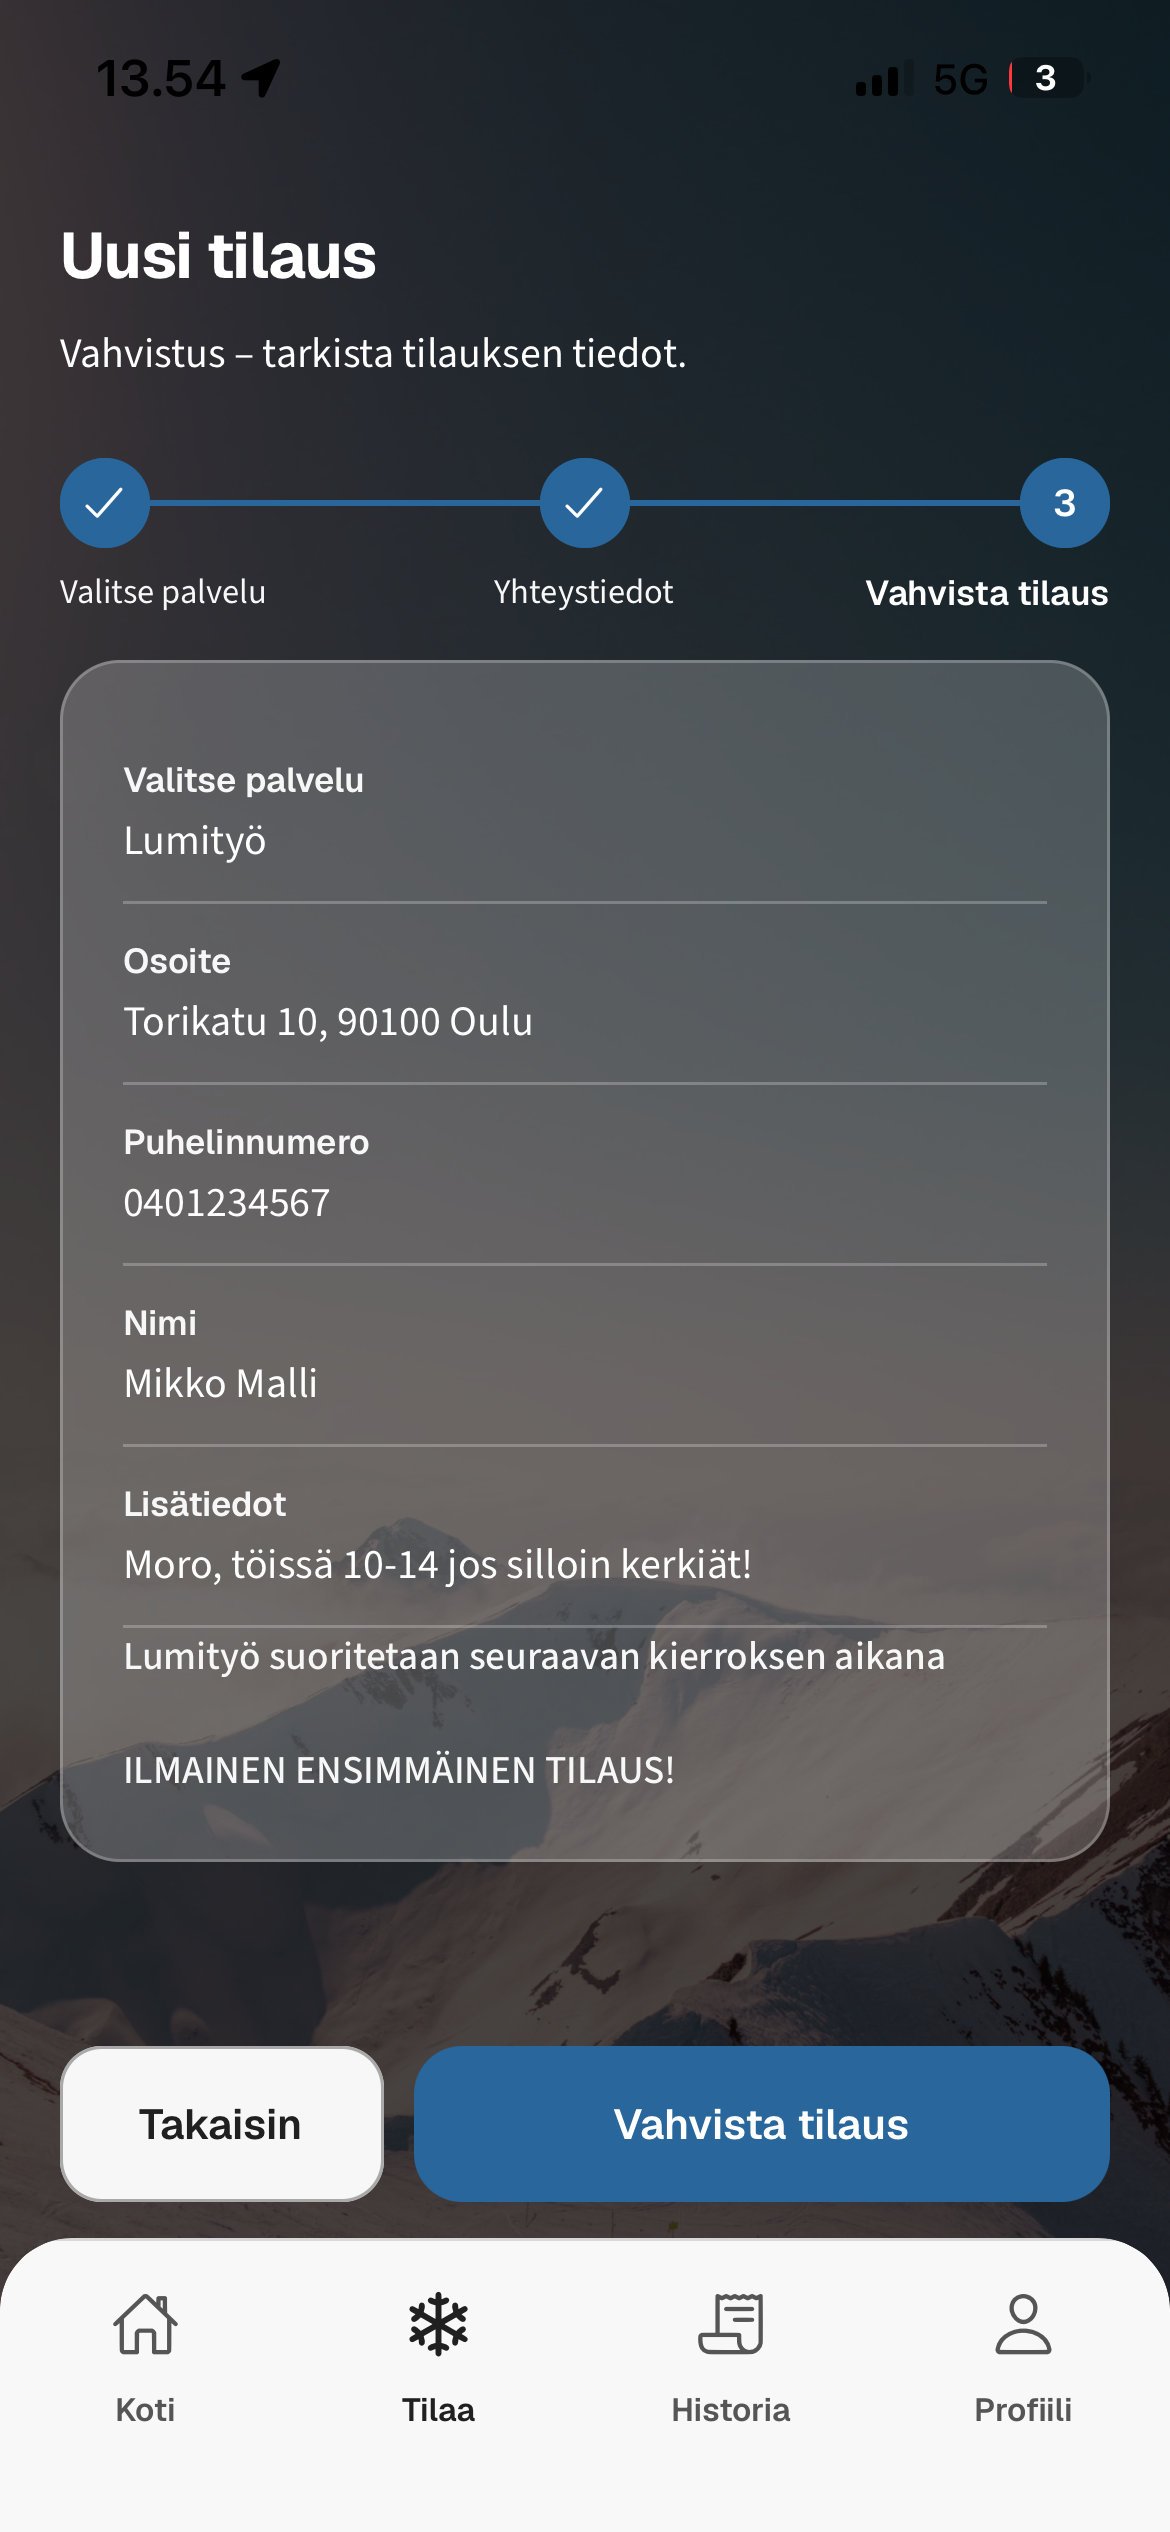 13.54
5G
3
Uusi tilaus
Vahvistus – tarkista tilauksen tiedot.
3
Valitse palvelu
Yhteystiedot
Vahvista tilaus
Valitse palvelu
Lumityö
Osoite
Torikatu 10, 90100 Oulu
Puhelinnumero
0401234567
Nimi
Mikko Malli
Lisätiedot
Moro, töissä 10-14 jos silloin kerkiät!
Lumityö suoritetaan seuraavan kierroksen aikana
ILMAINEN ENSIMMÄINEN TILAUS!
Takaisin
Vahvista tilaus
Koti
Tilaa
Historia
Profiili